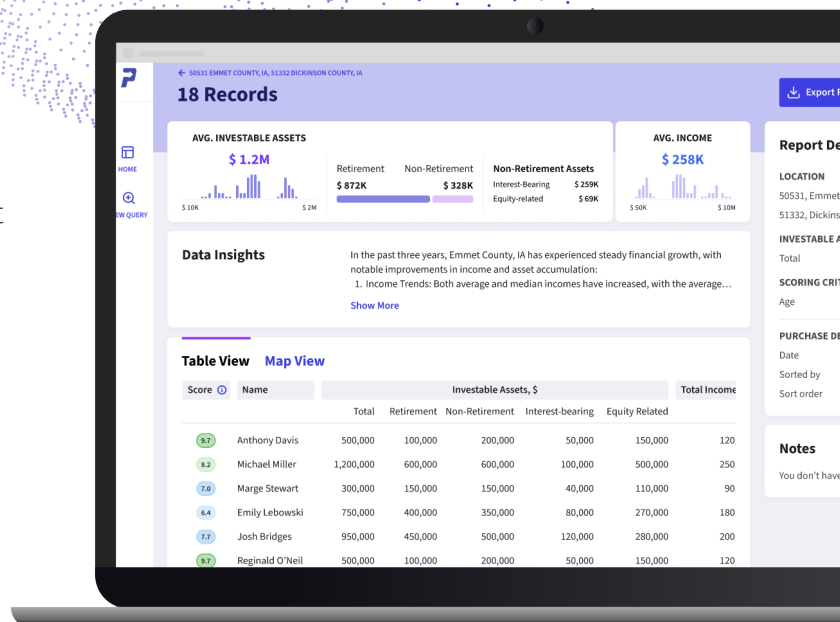 50531 EMMET COUNTY, IA, 51332 DICKINSON COUNTY, IA
18 Records
Export
HOME
QUERY
AVG. INVESTABLE ASSETS
$ 1.2M
$ 10K
$ 2M
Retirement
Non-Retirement
$ 872K
$ 328K
Non-Retirement Assets
Interest-Bearing $ 259K
Equity-related $ 69K
AVG. INCOME
$ 258K
$ 50K
$ 10M
Data Insights
In the past three years, Emmet County, IA has experienced steady financial growth, with
notable improvements in income and asset accumulation:
1. Income Trends: Both average and median incomes have increased, with the average…
Show More
Table View Map View
Score Name Investable Assets, $ Total Income
Total Retirement Non-Retirement Interest-bearing Equity Related
9.7 Anthony Davis 500,000 100,000 200,000 50,000 150,000 120
8.2 Michael Miller 1,200,000 600,000 600,000 100,000 500,000 250
7.0 Marge Stewart 300,000 150,000 150,000 40,000 110,000 90
6.4 Emily Lebowski 750,000 400,000 350,000 80,000 270,000 180
7.7 Josh Bridges 950,000 450,000 500,000 120,000 280,000 200
9.7 Reginald O’Neil 500,000 100,000 200,000 50,000 150,000 120
Report
LOCATION
50531, Emmet
51332,
INVESTABLE
Total
SCORING
Age
PURCHASE
Date
Sorted by
Sort order
Notes
You don't have